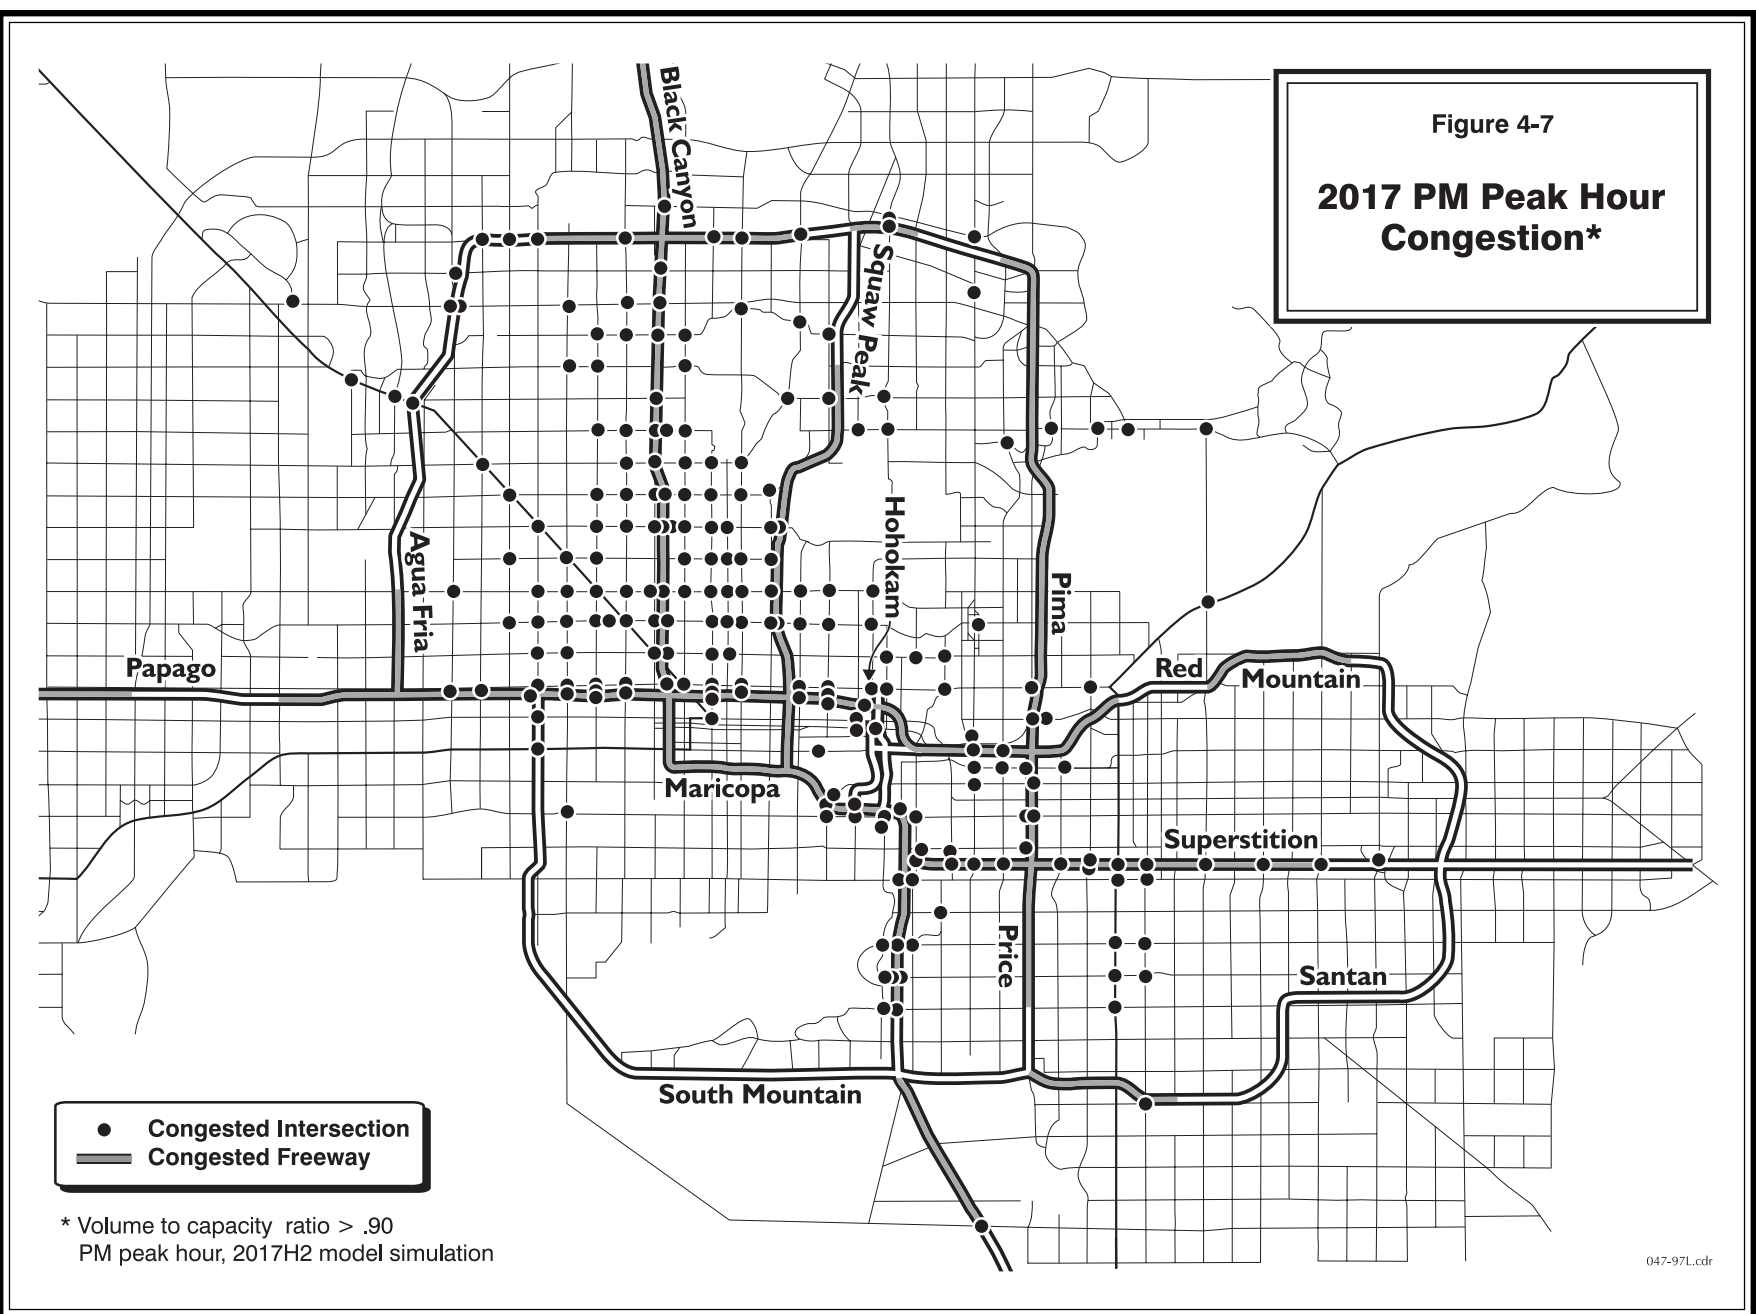 Figure 4-7
2017 PM Peak Hour
Congestion*
Black Canyon
Squaw Peak
Hohokam
Agua Fria
Pima
Papago
Red
Mountain
Maricopa
Superstition
Price
Santan
South Mountain
Congested Intersection
Congested Freeway
* Volume to capacity ratio > .90
PM peak hour, 2017H2 model simulation
047-97L.cdr